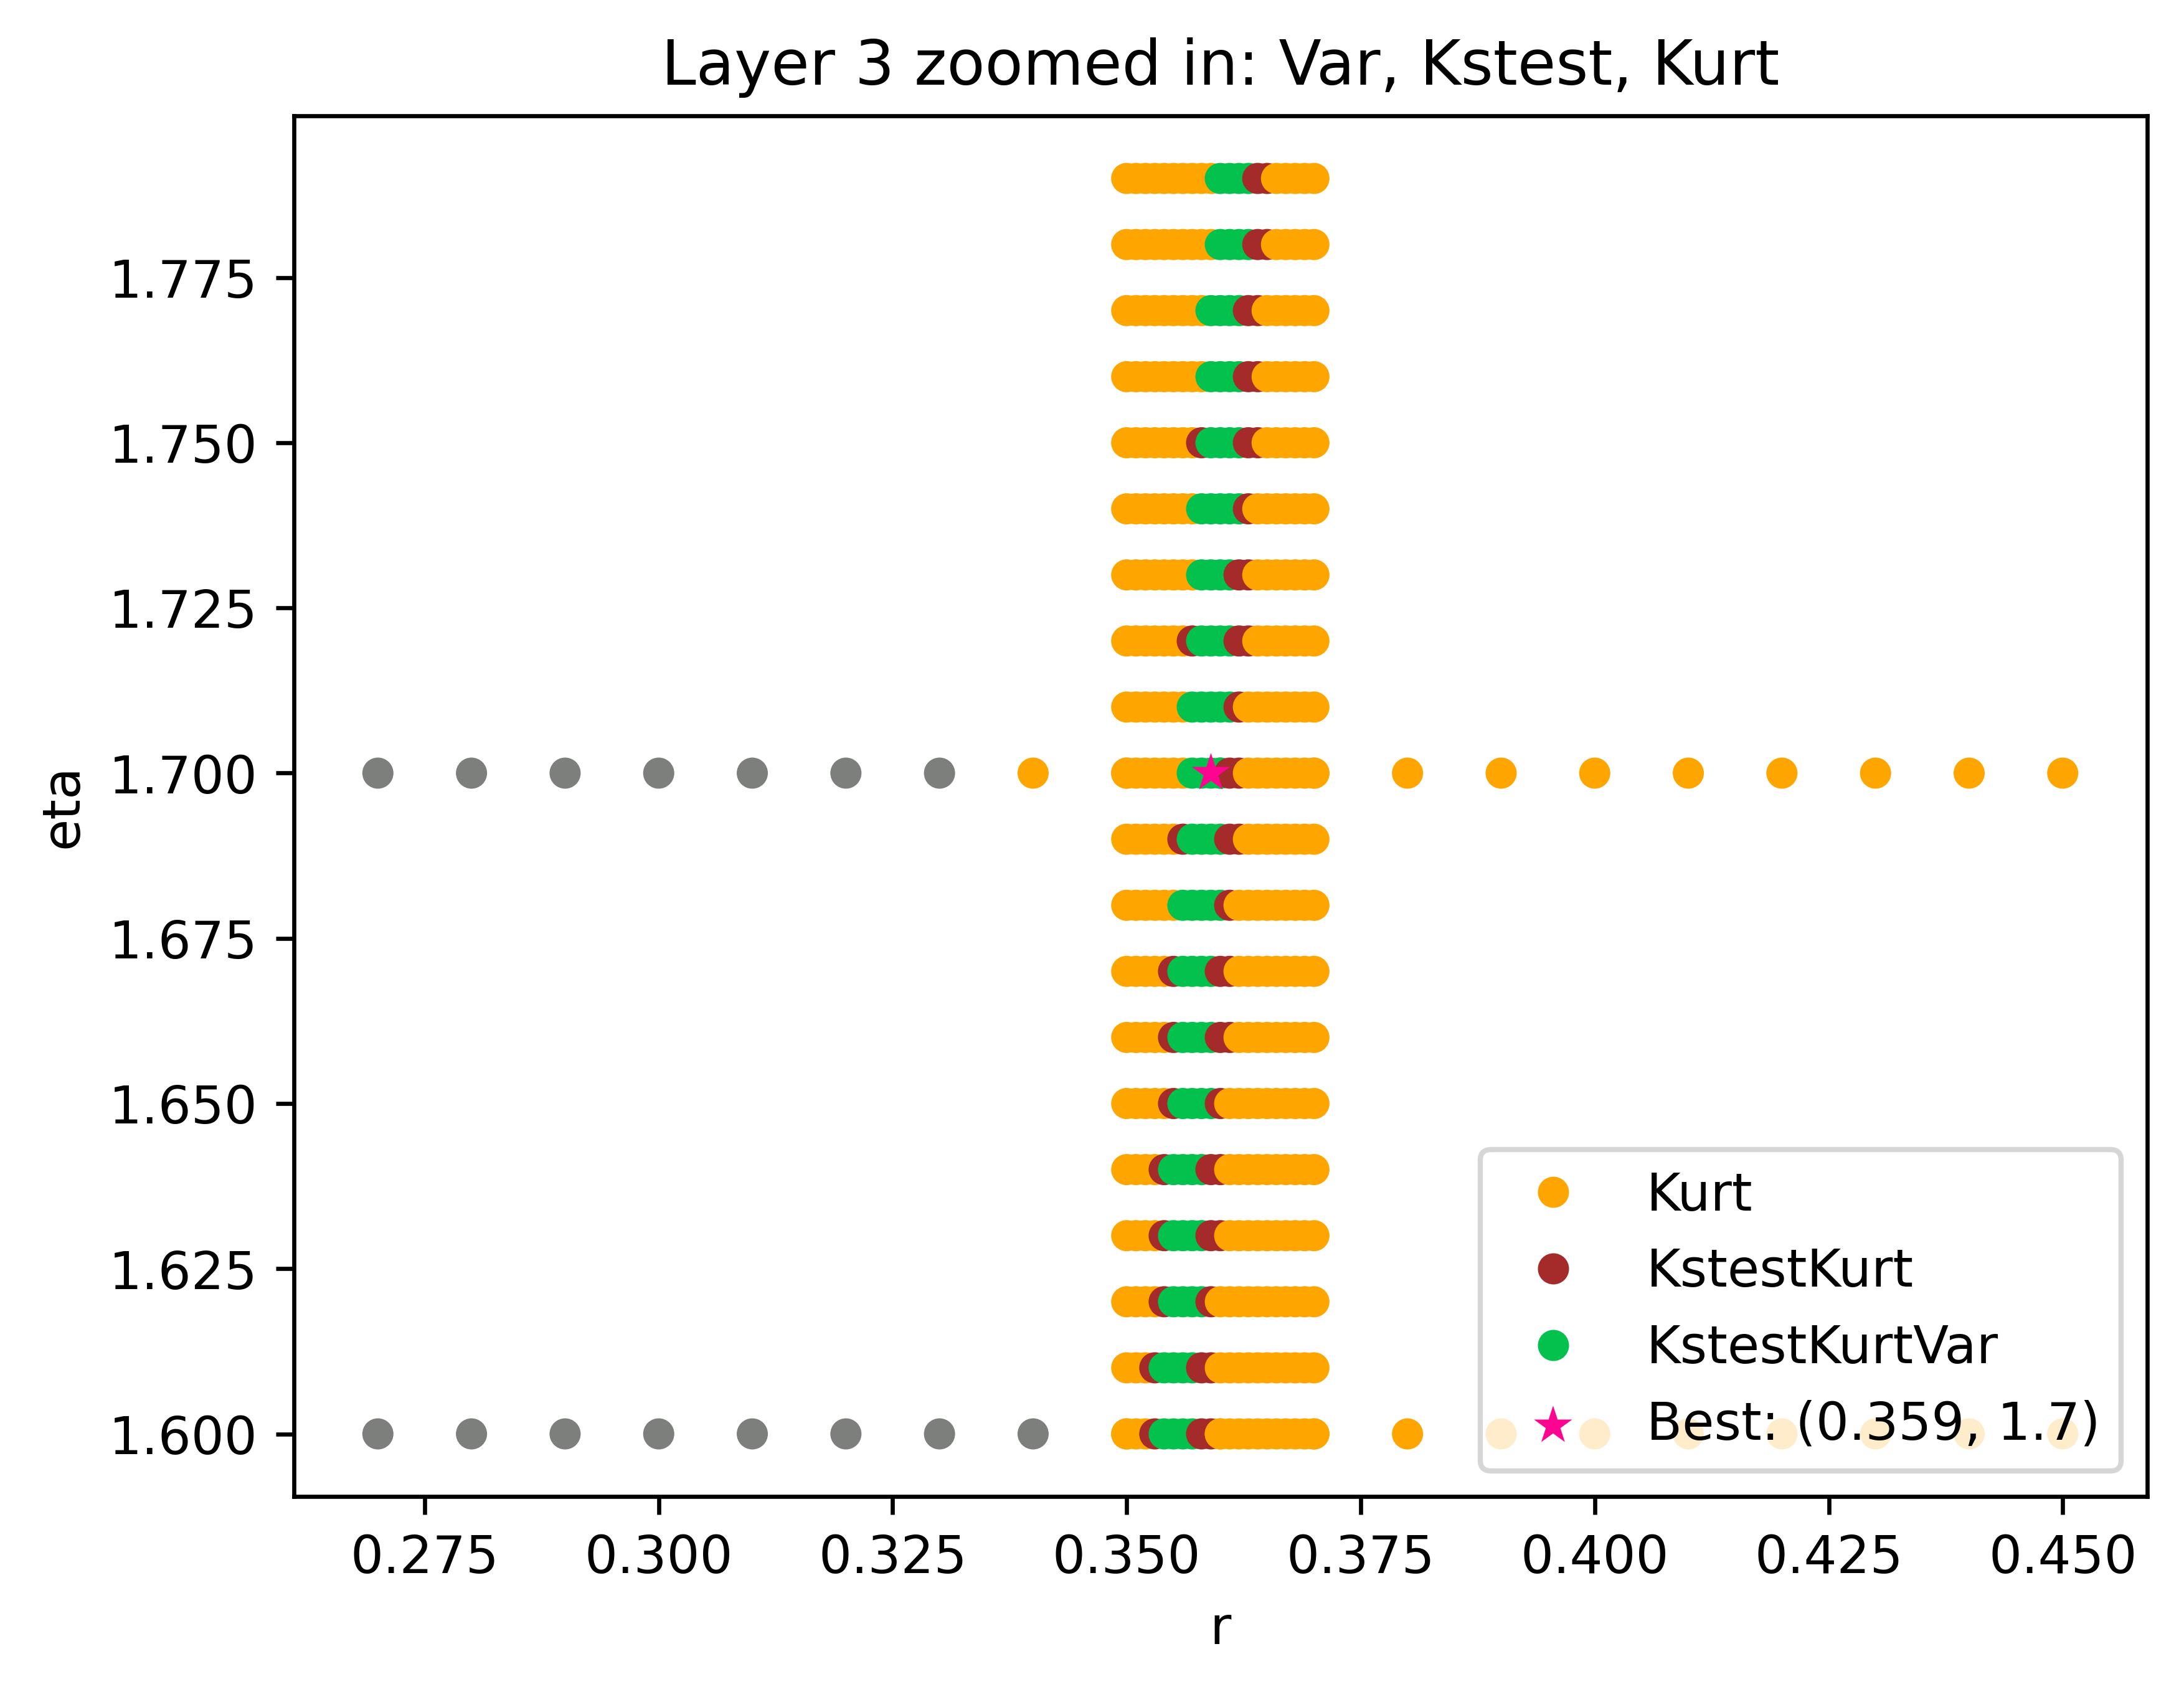 Layer 3 zoomed in: Var, Kstest, Kurt
1.775
1.750
1.725
1.700
1.675
1.650
1.625
1.600
eta
Kurt
KstestKurt
KstestKurtVar
Best: (0.359, 1.7)
0.275 0.300 0.325 0.350 0.375 0.400 0.425 0.450
r